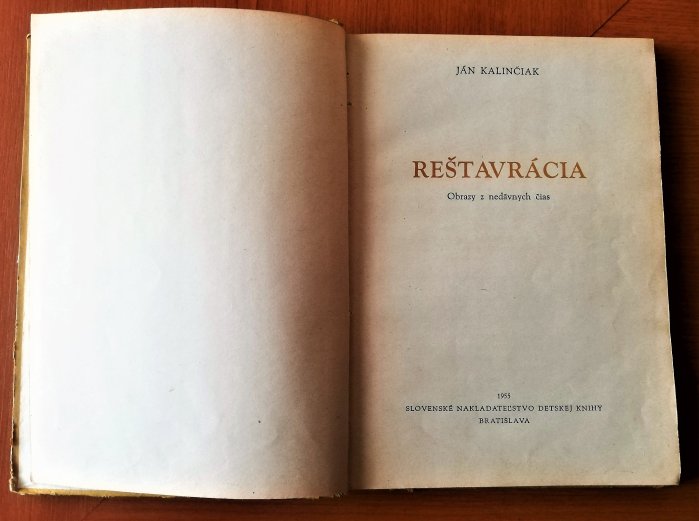 JÁN KALINČIAK
REŠTAVRÁCIA
Obrazy z nedávnych čias
1955
SLOVENSKÉ NAKLADATEĽSTVO DETSKEJ KNIHY
BRATISLAVA